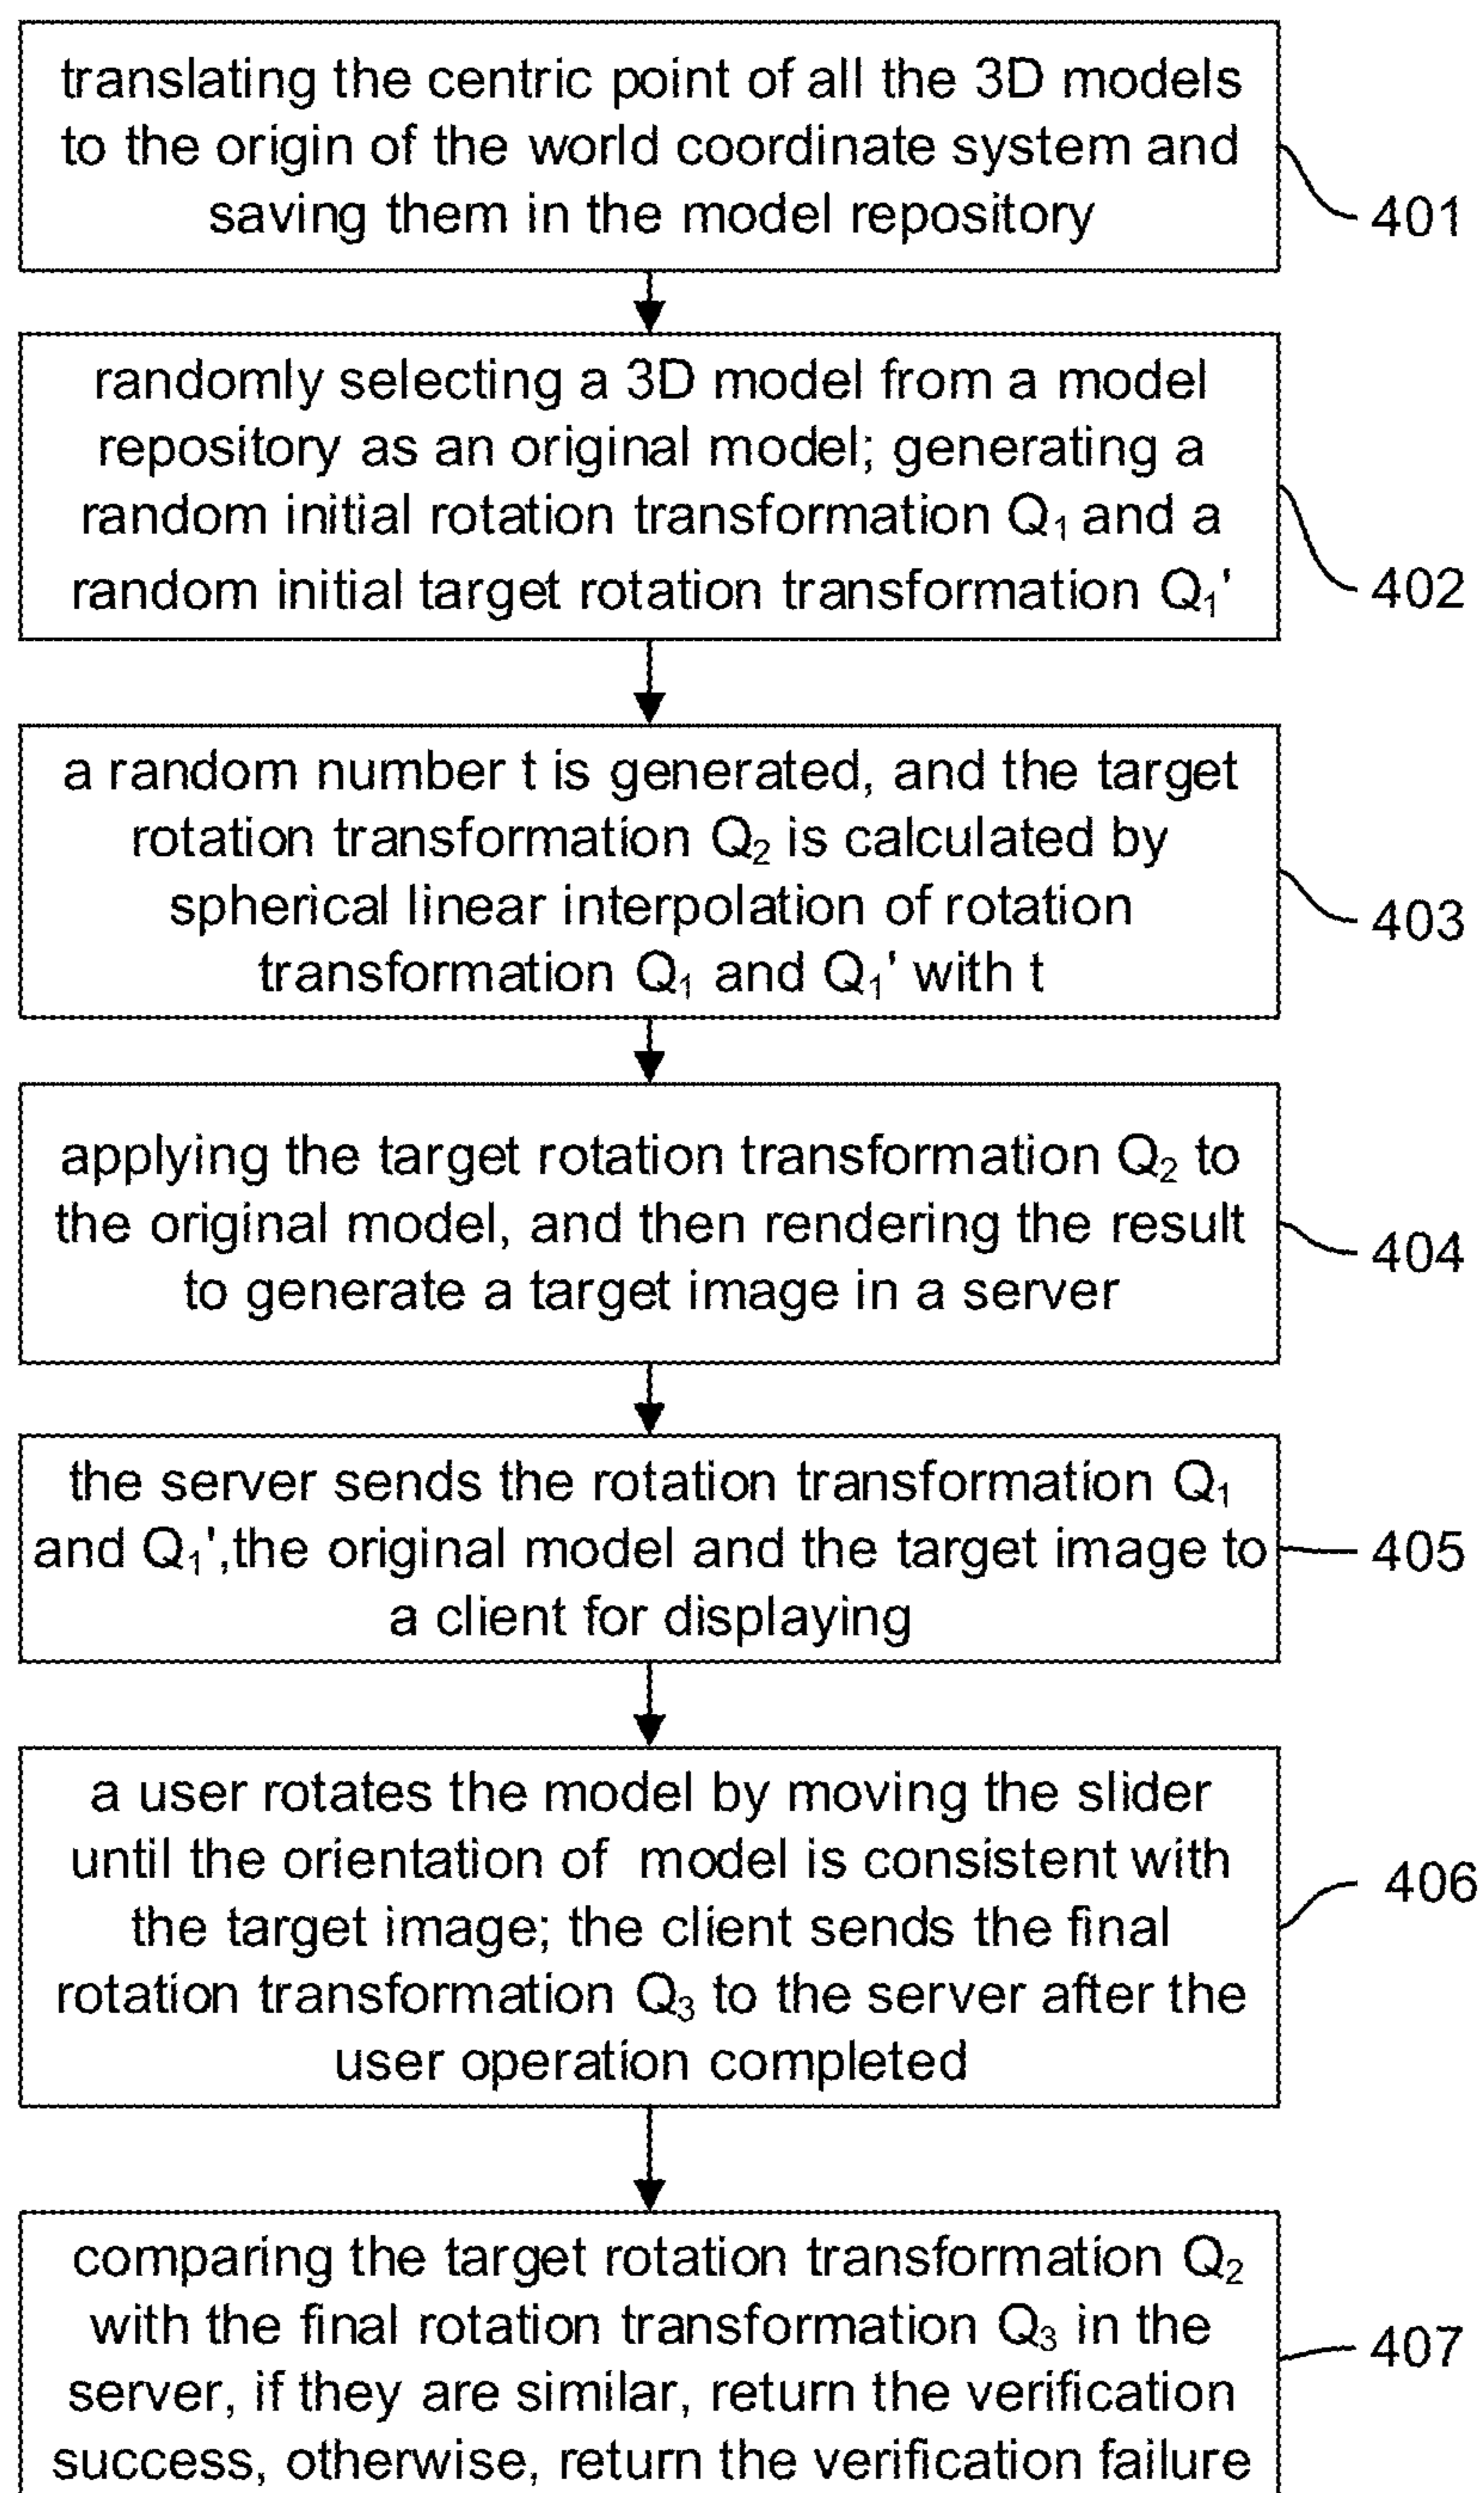 translating the centric point of all the 3D models
to the origin of the world coordinate system and
saving them in the model repository
401
randomly selecting a 3D model from a model
repository as an original model; generating a
random initial rotation transformation Q₁ and a
random initial target rotation transformation Q₁'
402
a random number t is generated, and the target
rotation transformation Q₂ is calculated by
spherical linear interpolation of rotation
transformation Q₁ and Q₁' with t
403
applying the target rotation transformation Q₂ to
the original model, and then rendering the result
to generate a target image in a server
404
the server sends the rotation transformation Q₁
and Q₁',the original model and the target image to
a client for displaying
405
a user rotates the model by moving the slider
until the orientation of model is consistent with
the target image; the client sends the final
rotation transformation Q₃ to the server after the
user operation completed
406
comparing the target rotation transformation Q₂
with the final rotation transformation Q₃ in the
server, if they are similar, return the verification
success, otherwise, return the verification failure
407